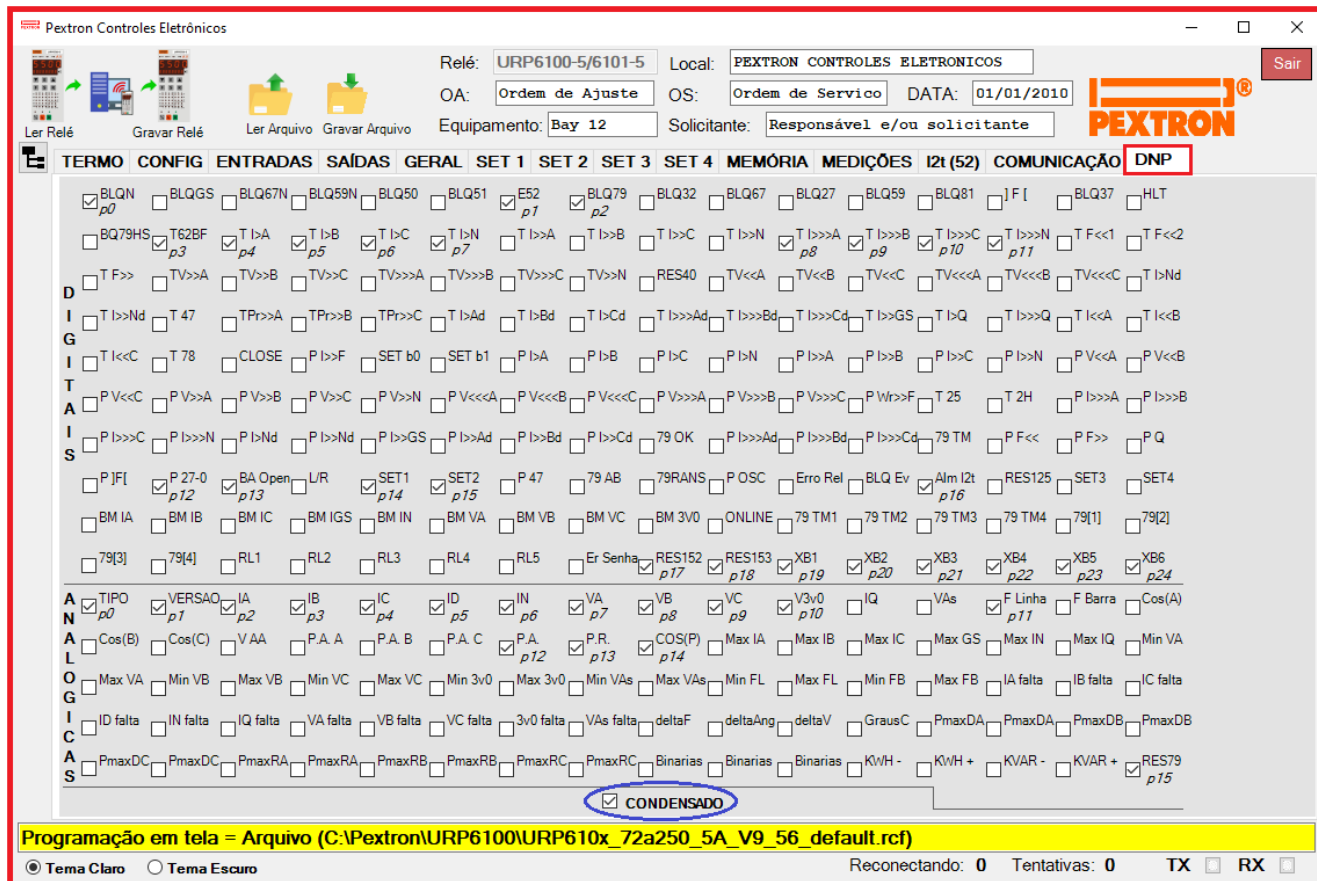 Pextron Controles Eletrônicos
Relé: URP6100-5/6101-5 Local: PEXTRON CONTROLES ELETRONICOS Sair
OA: Ordem de Ajuste OS: Ordem de Servico DATA: 01/01/2010
Ler Relé Gravar Relé Ler Arquivo Gravar Arquivo Equipamento: Bay 12 Solicitante: Responsável e/ou solicitante PEXTRON®
TERMO CONFIG ENTRADAS SAÍDAS GERAL SET 1 SET 2 SET 3 SET 4 MEMÓRIA MEDIÇÕES I2t (52) COMUNICAÇÃO DNP
DIGITAIS
BLQN BLQGS BLQ67N BLQ59N BLQ50 BLQ51 E52 BLQ79 BLQ32 BLQ67 BLQ27 BLQ59 BLQ81 ] F [ BLQ37 HLT
p0 p1 p2
BQ79HS T62BF T I>A T I>B T I>C T I>N T I>>A T I>>B T I>>C T I>>N T I>>>A T I>>>B T I>>>C T I>>>N T F<<1 T F<<2
p3 p4 p5 p6 p7 p8 p9 p10 p11
T F>> TV>>A TV>>B TV>>C TV>>>A TV>>>B TV>>>C TV>>N RES40 TV<<A TV<<B TV<<C TV<<<A TV<<<B TV<<<C T I>Nd
T I>>Nd T 47 TPr>>A TPr>>B TPr>>C T I>Ad T I>Bd T I>Cd T I>>>Ad T I>>>Bd T I>>>Cd T I>>GS T I>Q T I>>>Q T I<<A T I<<B
T I<<C T 78 CLOSE P I>>F SET b0 SET b1 P I>A P I>B P I>C P I>N P I>>A P I>>B P I>>C P I>>N P V<<A P V<<B
P V<<C P V>>A P V>>B P V>>C P V>>N P V<<<A P V<<<B P V<<<C P V>>>A P V>>>B P V>>>C P Wr>>F T 25 T 2H P I>>>A P I>>>B
P I>>>C P I>>>N P I>Nd P I>>Nd P I>>GS P I>>Ad P I>>Bd P I>>Cd 79 OK P I>>>Ad P I>>>Bd P I>>>Cd 79 TM P F<< P F>> P Q
P ]F[ P 27-0 BA Open L/R SET1 SET2 P 47 79 AB 79RANS P OSC Erro Rel BLQ Ev Alm I2t RES125 SET3 SET4
p12 p13 p14 p15 p16
BM IA BM IB BM IC BM IGS BM IN BM VA BM VB BM VC BM 3V0 ONLINE 79 TM1 79 TM2 79 TM3 79 TM4 79[1] 79[2]
79[3] 79[4] RL1 RL2 RL3 RL4 RL5 Er Senha RES152 RES153 XB1 XB2 XB3 XB4 XB5 XB6
p17 p18 p19 p20 p21 p22 p23 p24
ANALOGICAS
TIPO VERSAO IA IB IC ID IN VA VB VC V3v0 IQ VAs F Linha F Barra Cos(A)
p0 p1 p2 p3 p4 p5 p6 p7 p8 p9 p10 p11
Cos(B) Cos(C) V AA P.A. A P.A. B P.A. C P.A. P.R. COS(P) Max IA Max IB Max IC Max GS Max IN Max IQ Min VA
p12 p13 p14
Max VA Min VB Max VB Min VC Max VC Min 3v0 Max 3v0 Min VAs Max VAs Min FL Max FL Min FB Max FB IA falta IB falta IC falta
ID falta IN falta IQ falta VA falta VB falta VC falta 3v0 falta VAs falta deltaF deltaAng deltaV GrausC PmaxDA PmaxDA PmaxDB PmaxDB
PmaxDC PmaxDC PmaxRA PmaxRA PmaxRB PmaxRB PmaxRC PmaxRC Binarias Binarias Binarias KWH - KWH + KVAR - KVAR + RES79
p15
CONDENSADO
Programação em tela = Arquivo (C:\Pextron\URP6100\URP610x_72a250_5A_V9_56_default.rcf)
Tema Claro Tema Escuro Reconectando: 0 Tentativas: 0 TX RX